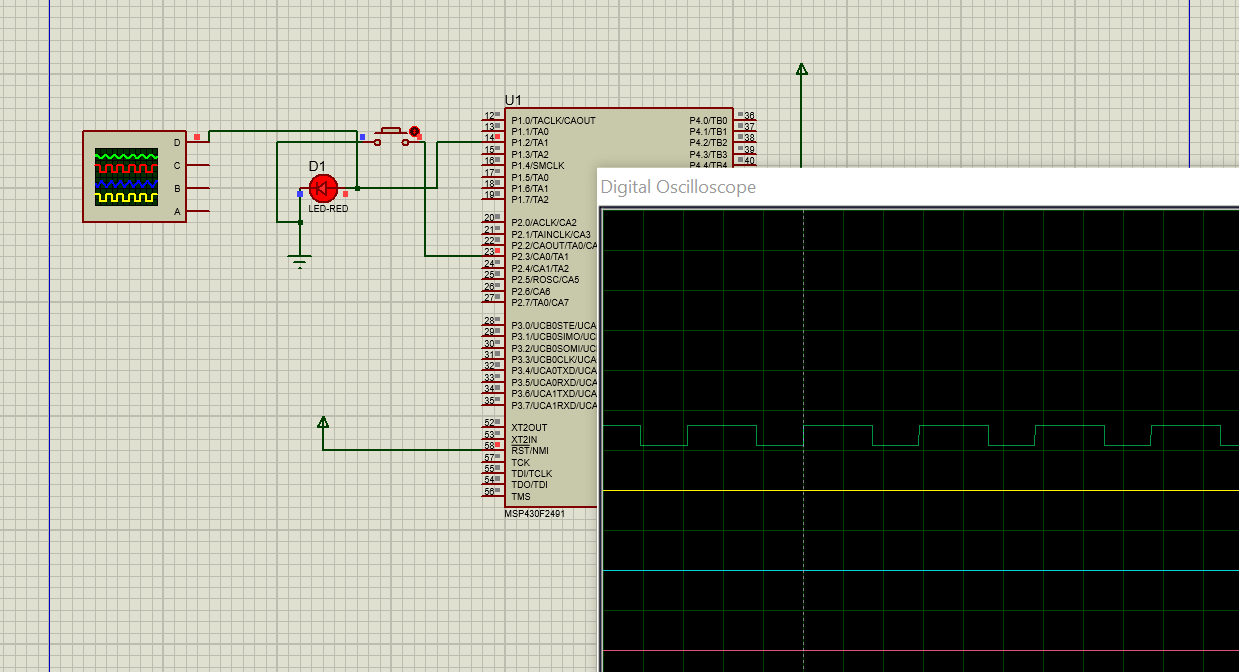 U1
D
C
B
A
D1
LED-RED
12 P1.0/TACLK/CAOUT
13 P1.1/TA0
14 P1.2/TA1
15 P1.3/TA2
16 P1.4/SMCLK
17 P1.5/TA0
18 P1.6/TA1
19 P1.7/TA2
20 P2.0/ACLK/CA2
21 P2.1/TAINCLK/CA3
22 P2.2/CAOUT/TA0/CA
23 P2.3/CA0/TA1
24 P2.4/CA1/TA2
25 P2.5/ROSC/CA5
26 P2.6/CA6
27 P2.7/TA0/CA7
28 P3.0/UCB0STE/UCA
29 P3.1/UCB0SIMO/UC
30 P3.2/UCB0SOMI/UC
31 P3.3/UCB0CLK/UCA
32 P3.4/UCA0TXD/UCA
33 P3.5/UCA0RXD/UCA
34 P3.6/UCA1TXD/UCA
35 P3.7/UCA1RXD/UCA
52 XT2OUT
53 XT2IN
58 RST/NMI
57 TCK
55 TDI/TCLK
54 TDO/TDI
56 TMS
MSP430F2491
P4.0/TB0 36
P4.1/TB1 37
P4.2/TB2 38
P4.3/TB3 39
P4.4/TB4 40
Digital Oscilloscope